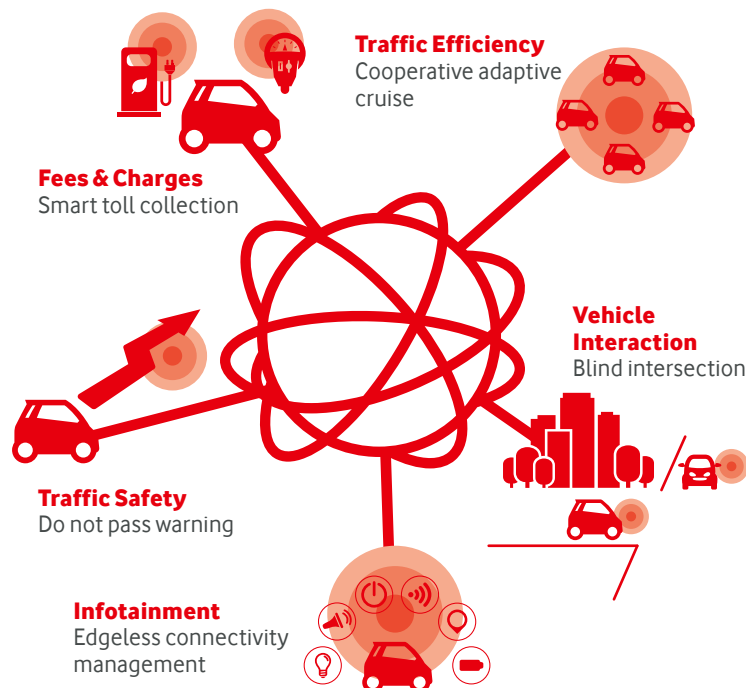 Traffic Efficiency
Cooperative adaptive
cruise
Fees & Charges
Smart toll collection
Vehicle
Interaction
Blind intersection
Traffic Safety
Do not pass warning
Infotainment
Edgeless connectivity
management